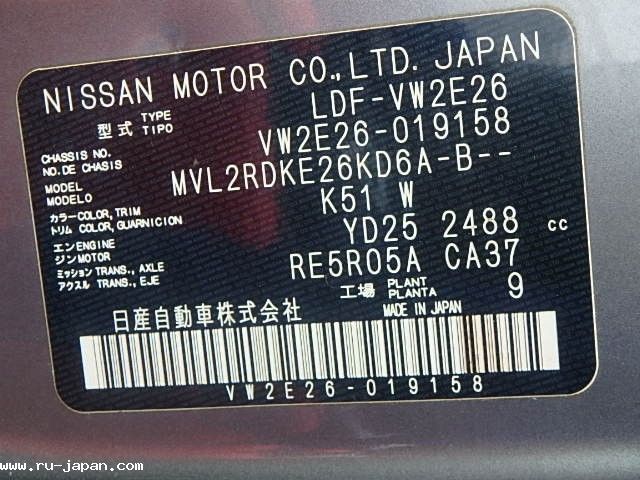 NISSAN MOTOR CO.,LTD. JAPAN
型式 TYPE TIPO LDF-VW2E26
CHASSIS NO. NO. DE CHASIS VW2E26-019158
MODEL MODELO MVL2RDKE26KD6A-B--
カラー COLOR, TRIM
トリム COLOR, GUARNICION K51 W
エンジン ENGINE MOTOR YD25 2488 cc
ミッション TRANS., AXLE
アクスル TRANS., EJE RE5R05A CA37
工場 PLANT PLANTA 9
日産自動車株式会社 MADE IN JAPAN
VW2E26-019158
www.ru-japan.com